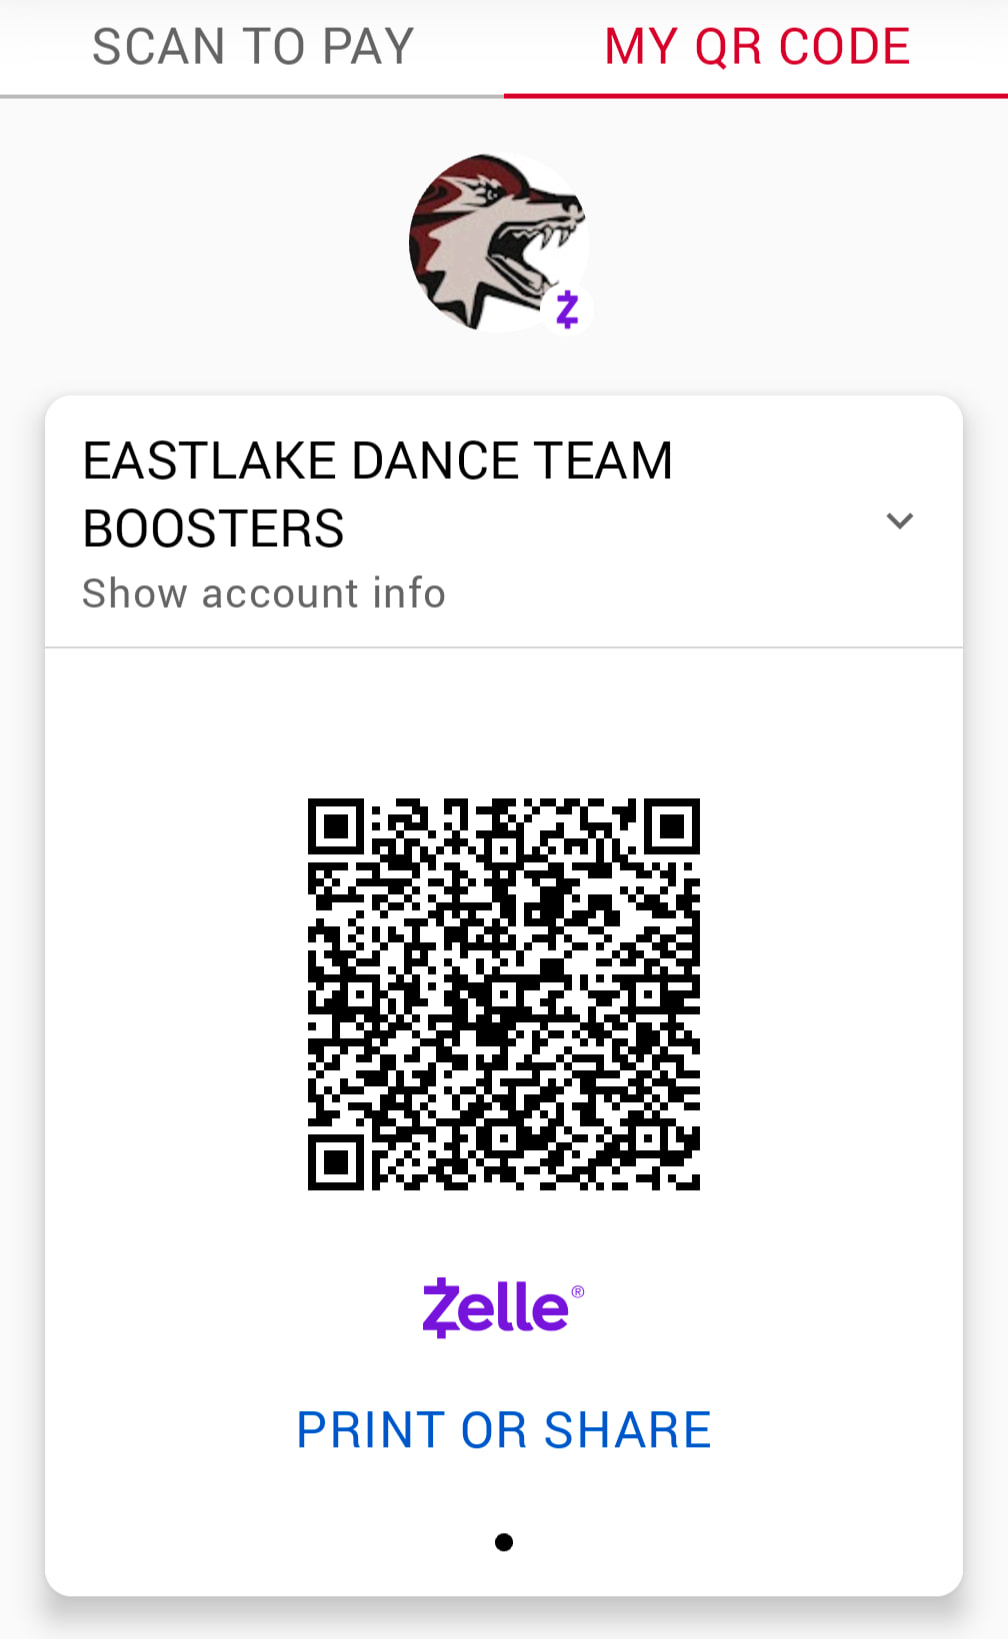 SCAN TO PAY
MY QR CODE
EASTLAKE DANCE TEAM
BOOSTERS
Show account info
Zelle®
PRINT OR SHARE